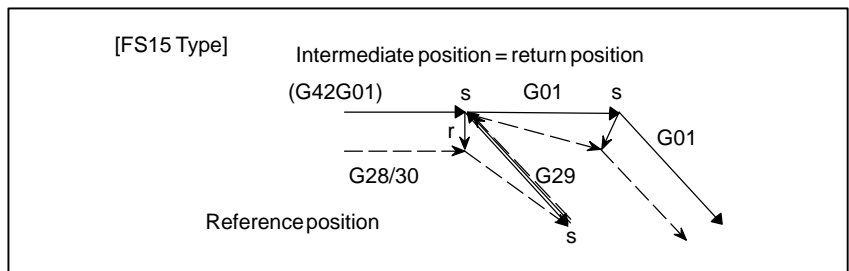 [FS15 Type]
Intermediate position = return position
(G42G01)
s
G01
s
r
G01
G28/30
G29
Reference position
s